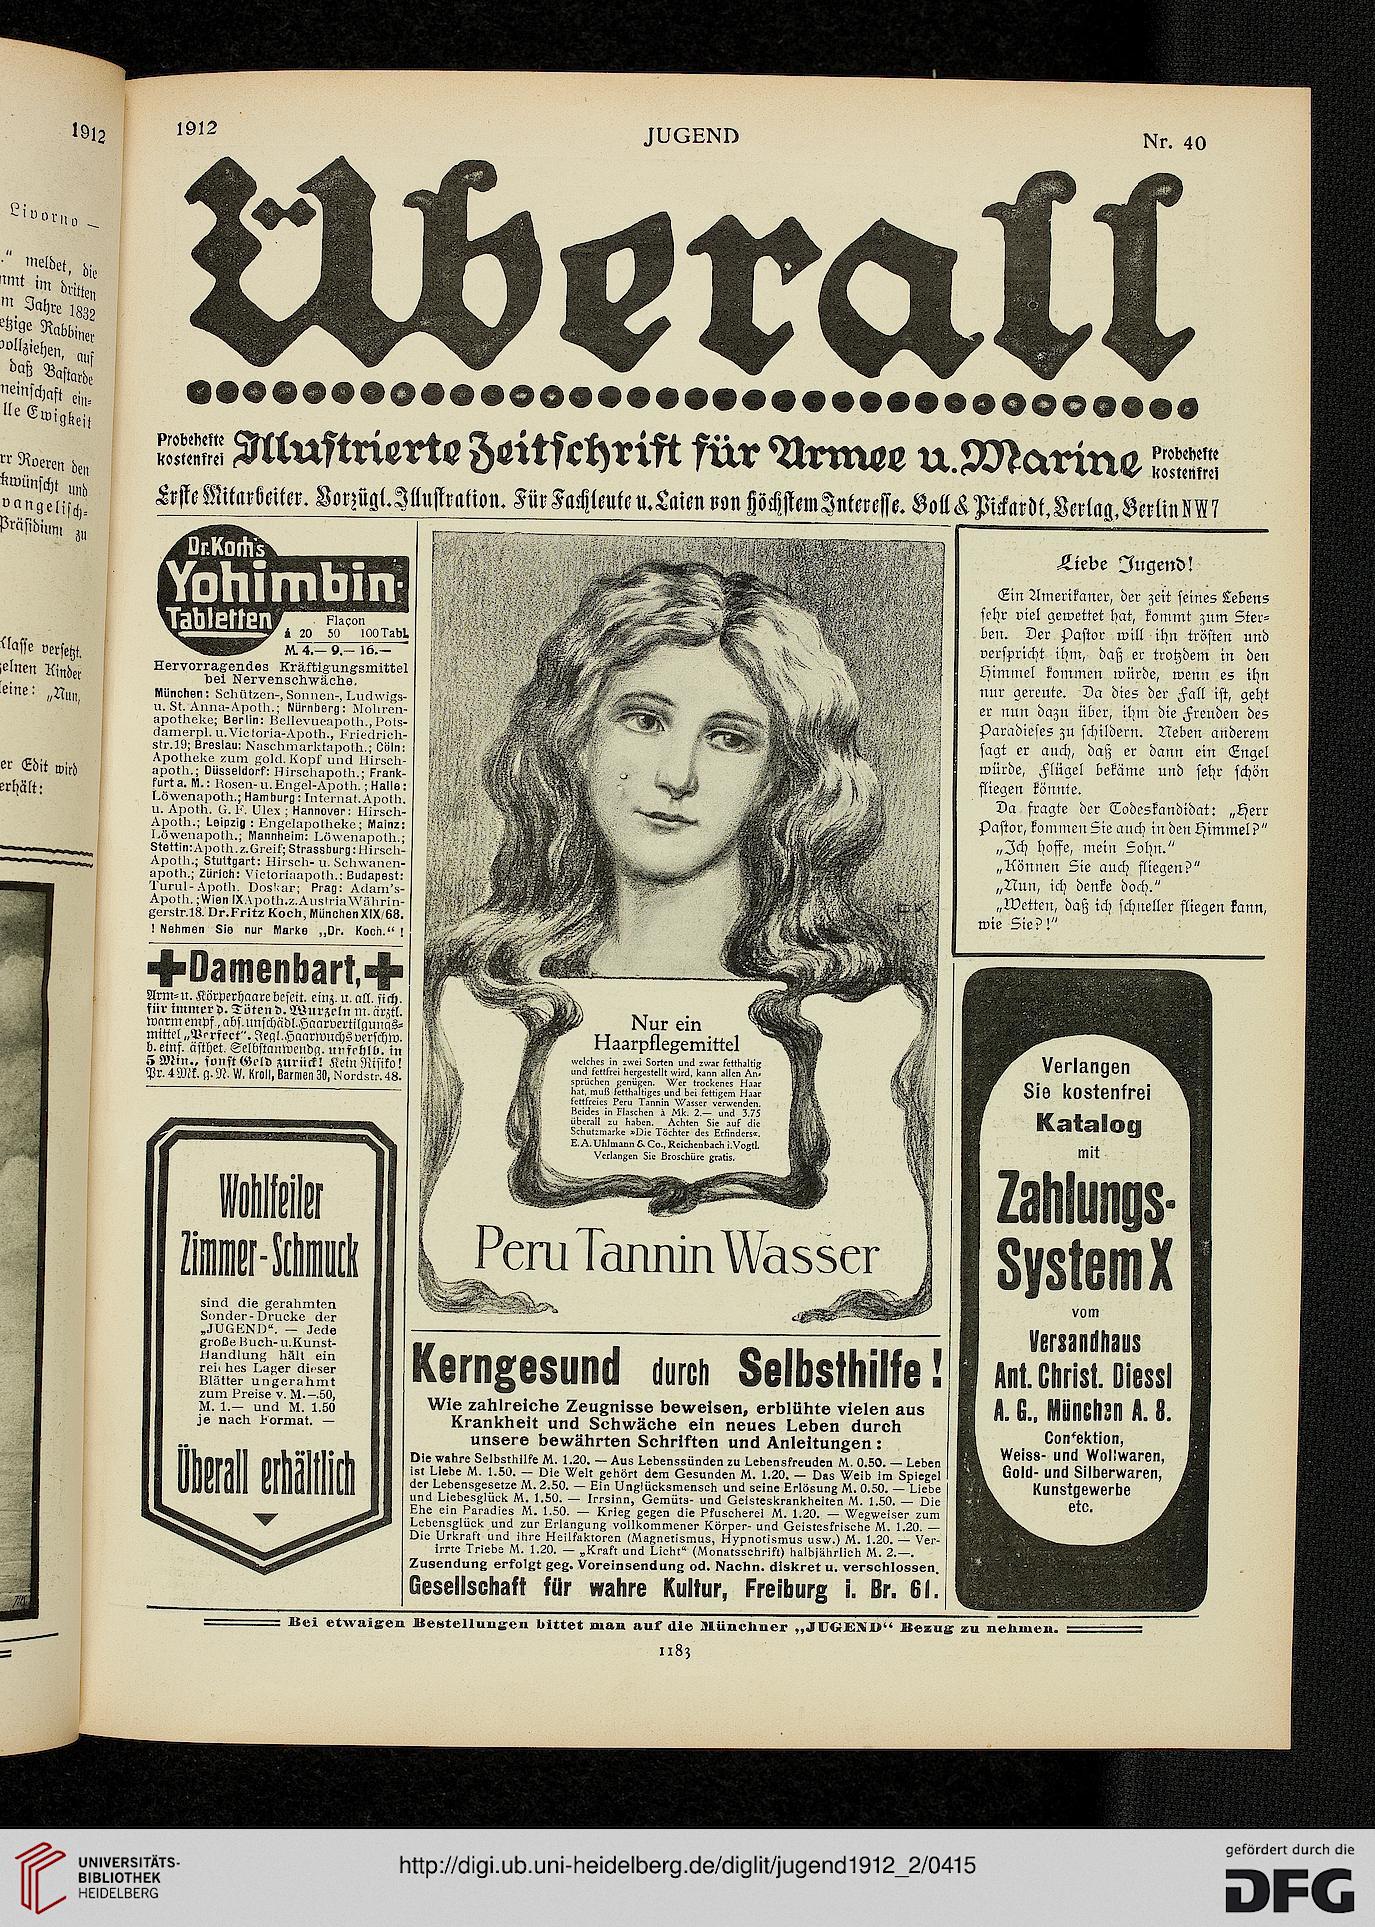 1912
Livorno —
." meldet, die
im dritten
Jahre 1832
Rabbiner
vollziehen, auf
daß Bastarde
ein-
Ewigkeit
Roeren den
und
Präsidium zu
Klasse versetzt.
Kinder
„Nun,
er Edit wird
erhält:
1912 JUGEND Nr. 40
Überall
Probehefte
kostenfrei
Illustrierte Zeitschrift für Armee u. Marine
Probehefte
kostenfrei
Erste Mitarbeiter. Vorzügl. Illustration. Für Fachleute u. Laien von höchstem Interesse. Boll & Pickardt, Verlag, Berlin NW7
Dr. Koch's
Yohimbin-
Tabletten
Flaçon
à 20 50 100 Tabl.
M. 4.— 9.— 16.—
Hervorragendes Kräftigungsmittel
bei Nervenschwäche.
München: Schützen-, Sonnen-, Ludwigs-
u. St. Anna-Apoth.; Nürnberg: Mohren-
apotheke; Berlin: Bellevueapoth., Pots-
damerpl. u. Victoria-Apoth., Friedrich-
str. 19; Breslau: Naschmarktapoth.; Cöln:
Apotheke zum gold. Kopf und Hirsch-
apoth.; Düsseldorf: Hirschapoth.; Frank-
furt a. M.: Rosen- u. Engel-Apoth.; Halle:
Löwenapoth.; Hamburg: Internat. Apoth.
u. Apoth. G. F. Ulex; Hannover: Hirsch-
Apoth.; Leipzig: Engelapotheke; Mainz:
Löwenapoth.; Mannheim: Löwenapoth.;
Stettin: Apoth. z. Greif; Strassburg: Hirsch-
Apoth.; Stuttgart: Hirsch- u. Schwanen-
apoth.; Zürich: Victoriaapoth.; Budapest:
Turul-Apoth. Doskar; Prag: Adam's-
Apoth.; Wien IX Apoth. z. Austria Währin-
gerstr. 18. Dr. Fritz Koch, München XIX/68.
! Nehmen Sie nur Marke „Dr. Koch." !
Damenbart,
Arm- u. Körperhaare beseit. einz. u. all. sich.
für immer d. Töten d. Wurzeln m. ärztl.
warm empf., abs. unschädl. Haarvertilgungs-
mittel „Perfect". Jegl. Haarwuchs verschw.
b. einf. ästhet. Selbstanwendg. unfehlb. in
5 Min., sonst Geld zurück! Kein Risiko!
Pr. 4 Mk. g. N. W. Kroll, Barmen 30, Nordstr. 48.
Wohlfeiler
Zimmer-Schmuck
sind die gerahmten
Sonder-Drucke der
„JUGEND". — Jede
große Buch- u. Kunst-
Handlung hält ein
reiches Lager dieser
Blätter ungerahmt
zum Preise v. M. —.50,
M. 1.— und M. 1.50
je nach Format. —
Überall erhältlich
Nur ein
Haarpflegemittel
welches in zwei Sorten und zwar fetthaltig
und fettfrei hergestellt wird, kann allen An-
sprüchen genügen. Wer trockenes Haar
hat, muß fetthaltiges und bei fettigem Haar
fettfreies Peru Tannin Wasser verwenden.
Beides in Flaschen à Mk. 2.— und 3.75
überall zu haben. Achten Sie auf die
Schutzmarke »Die Töchter des Erfinders«.
E. A. Uhlmann & Co., Reichenbach i. Vogtl.
Verlangen Sie Broschüre gratis.
Peru Tannin Wasser
Kerngesund durch Selbsthilfe!
Wie zahlreiche Zeugnisse beweisen, erblühte vielen aus
Krankheit und Schwäche ein neues Leben durch
unsere bewährten Schriften und Anleitungen:
Die wahre Selbsthilfe M. 1.20. — Aus Lebenssünden zu Lebensfreuden M. 0.50. — Leben
ist Liebe M. 1.50. — Die Welt gehört dem Gesunden M. 1.20. — Das Weib im Spiegel
der Lebensgesetze M. 2.50. — Ein Unglücksmensch und seine Erlösung M. 0.50. — Liebe
und Liebesglück M. 1.50. — Irrsinn, Gemüts- und Geisteskrankheiten M. 1.50. — Die
Ehe ein Paradies M. 1.50. — Krieg gegen die Pfuscherei M. 1.20. — Wegweiser zum
Lebensglück und zur Erlangung vollkommener Körper- und Geistesfrische M. 1.20. —
Die Urkraft und ihre Heilfaktoren (Magnetismus, Hypnotismus usw.) M. 1.20. — Ver-
irrte Triebe M. 1.20. — „Kraft und Licht" (Monatsschrift) halbjährlich M. 2.—.
Zusendung erfolgt geg. Voreinsendung od. Nachn. diskret u. verschlossen.
Gesellschaft für wahre Kultur, Freiburg i. Br. 61.
Liebe Jugend!
Ein Amerikaner, der zeit seines Lebens
sehr viel gewettet hat, kommt zum Ster-
ben. Der Pastor will ihn trösten und
verspricht ihm, daß er trotzdem in den
Himmel kommen würde, wenn es ihn
nur gereute. Da dies der Fall ist, geht
er nun dazu über, ihm die Freuden des
Paradieses zu schildern. Neben anderem
sagt er auch, daß er dann ein Engel
würde, Flügel bekäme und sehr schön
fliegen könnte.
Da fragte der Todeskandidat: „Herr
Pastor, kommen Sie auch in den Himmel?"
„Ich hoffe, mein Sohn."
„Können Sie auch fliegen?"
„Nun, ich denke doch."
„Wetten, daß ich schneller fliegen kann,
wie Sie?!"
Verlangen
Sie kostenfrei
Katalog
mit
Zahlungs-
System X
vom
Versandhaus
Ant. Christ. Diessl
A. G., München A. 8.
Confektion,
Weiss- und Wollwaren,
Gold- und Silberwaren,
Kunstgewerbe
etc.
Bei etwaigen Bestellungen bittet man auf die Münchner „JUGEND" Bezug zu nehmen.
1183
UNIVERSITÄTS-
BIBLIOTHEK
HEIDELBERG
http://digi.ub.uni-heidelberg.de/diglit/jugend1912_2/0415
gefördert durch die
DFG